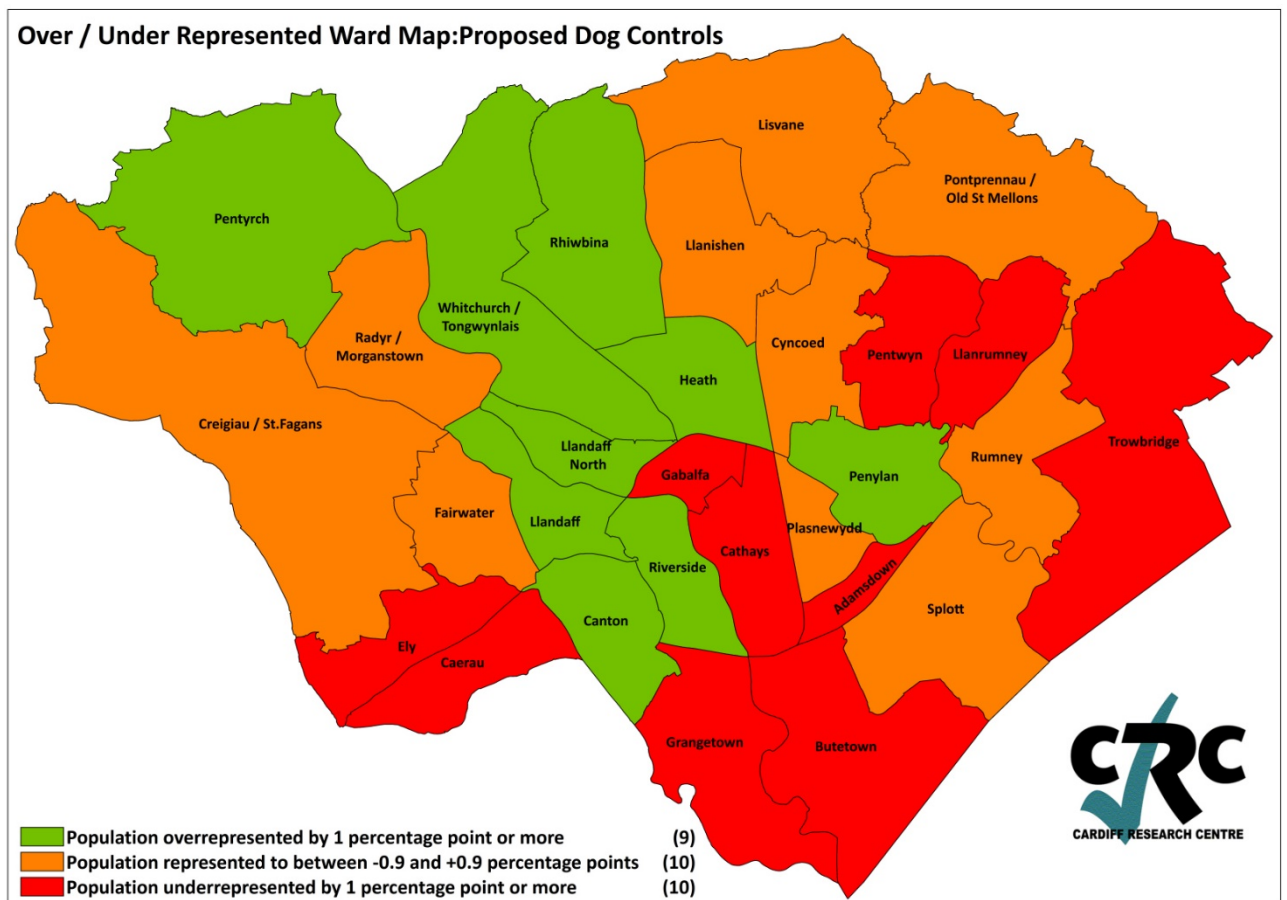 Over / Under Represented Ward Map:Proposed Dog Controls
Lisvane
Pontprennau /
Old St Mellons
Pentyrch
Rhiwbina
Llanishen
Whitchurch /
Tongwynlais
Radyr /
Morganstown
Cyncoed
Pentwyn
Llanrumney
Heath
Creigiau / St.Fagans
Trowbridge
Llandaff
North
Rumney
Gabalfa
Penylan
Fairwater
Llandaff
Plasnewydd
Cathays
Riverside
Adamsdown
Splott
Canton
Ely
Caerau
Grangetown
Butetown
CRC
CARDIFF RESEARCH CENTRE
Population overrepresented by 1 percentage point or more (9)
Population represented to between -0.9 and +0.9 percentage points (10)
Population underrepresented by 1 percentage point or more (10)